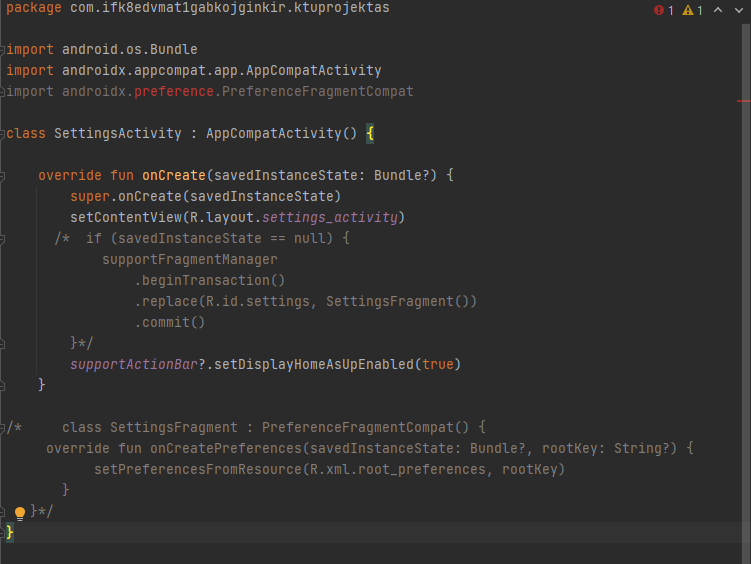 package com.ifk8edvmat1gabkojginkir.ktuprojektas
1 1
import android.os.Bundle
import androidx.appcompat.app.AppCompatActivity
import androidx.preference.PreferenceFragmentCompat
class SettingsActivity : AppCompatActivity() {
override fun onCreate(savedInstanceState: Bundle?) {
super.onCreate(savedInstanceState)
setContentView(R.layout.settings_activity)
/*  if (savedInstanceState == null) {
supportFragmentManager
.beginTransaction()
.replace(R.id.settings, SettingsFragment())
.commit()
}*/
supportActionBar?.setDisplayHomeAsUpEnabled(true)
}
/*     class SettingsFragment : PreferenceFragmentCompat() {
override fun onCreatePreferences(savedInstanceState: Bundle?, rootKey: String?) {
setPreferencesFromResource(R.xml.root_preferences, rootKey)
}
}*/
}